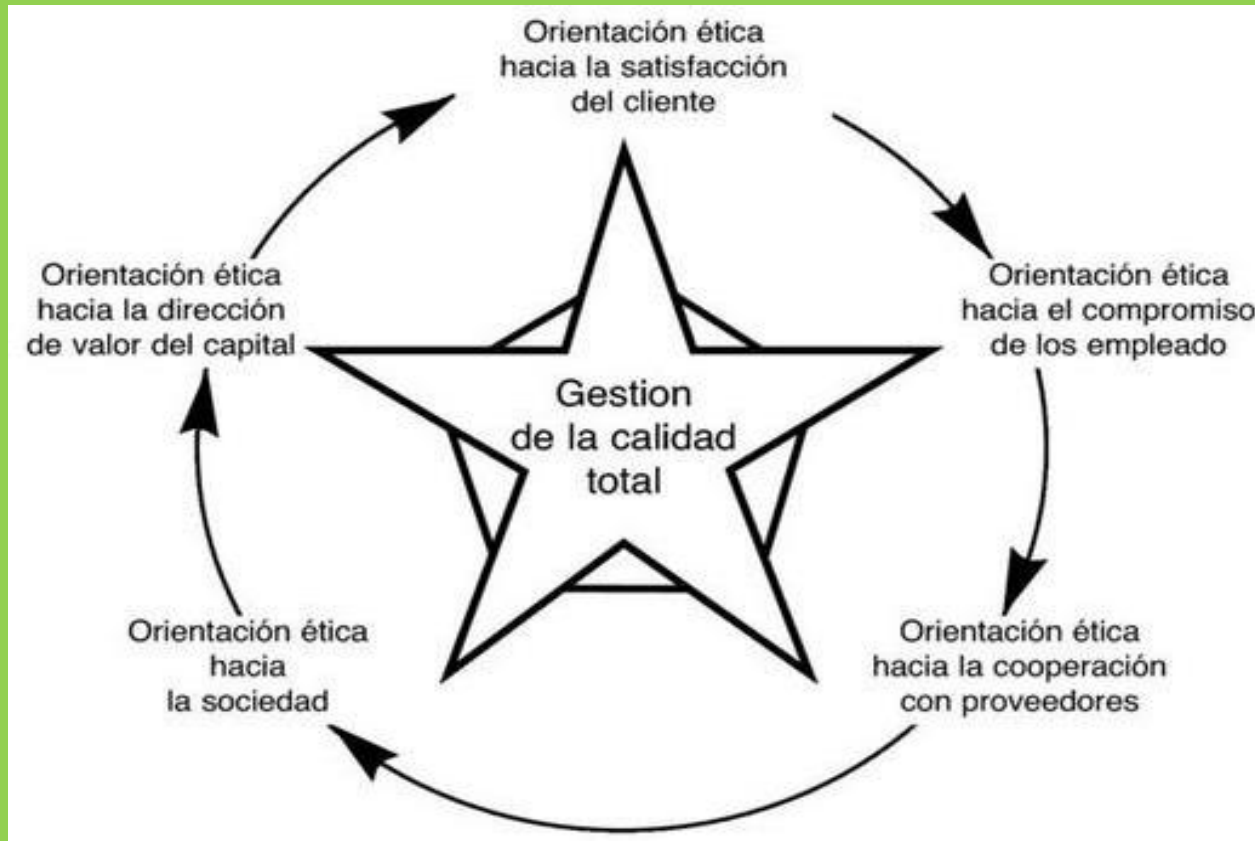 Orientación ética
hacia la satisfacción
del cliente
Orientación ética
hacia el compromiso
de los empleado
Orientación ética
hacia la cooperación
con proveedores
Orientación ética
hacia
la sociedad
Orientación ética
hacia la dirección
de valor del capital
Gestion
de la calidad
total